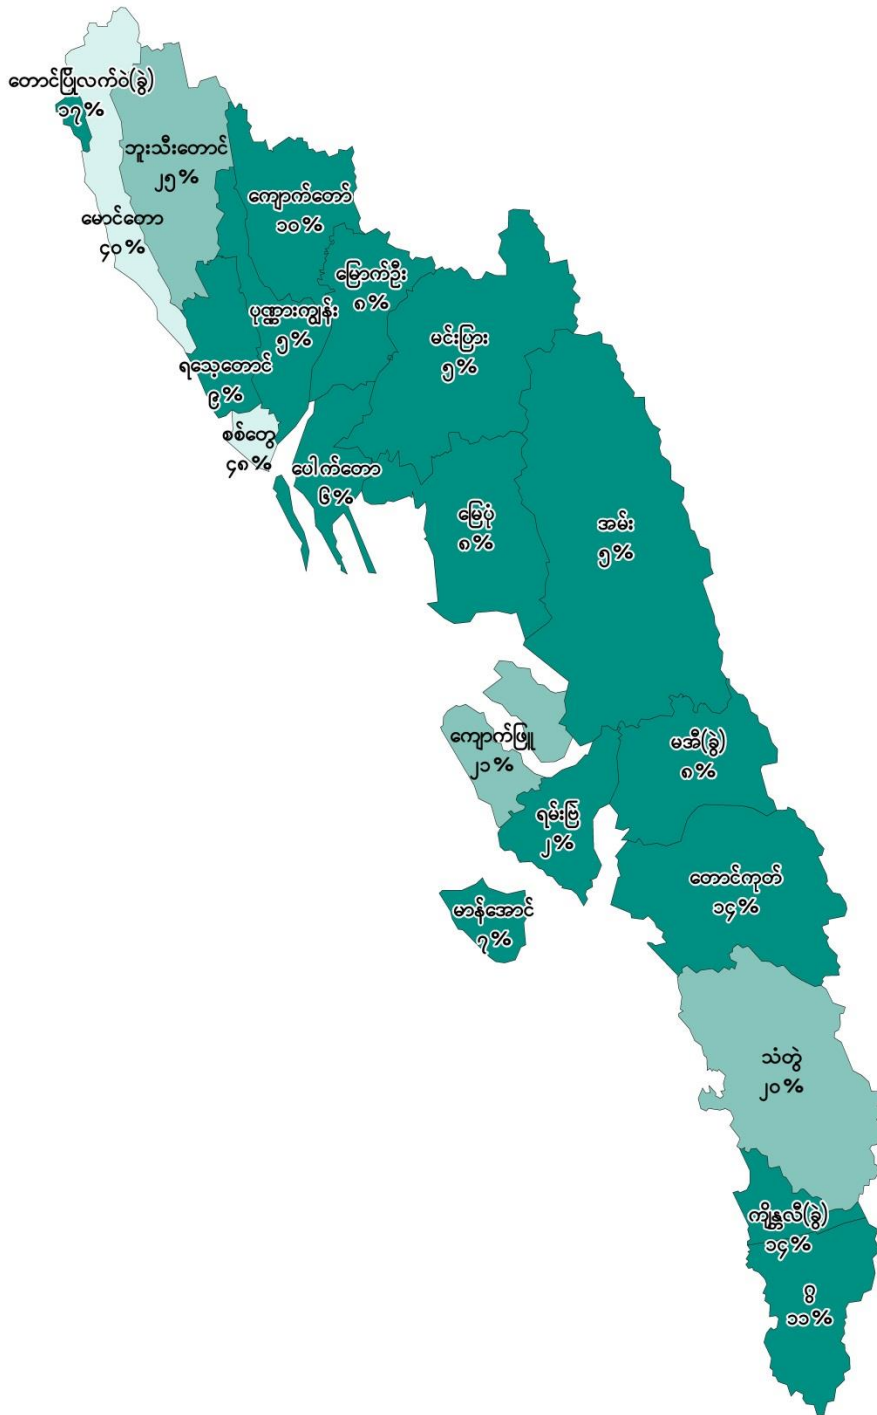 တောင်ပြိုလက်ဝဲ(ခွဲ)
၁၇%
ဘူးသီးတောင်
၂၅%
ကျောက်တော်
၁၀%
မောင်တော
၄၀%
မြောက်ဦး
၈%
ပုဏ္ဏားကျွန်း
၅%
မင်းပြား
၅%
ရသေ့တောင်
၉%
စစ်တွေ
၄၈%
ပေါက်တော
၆%
မြေပုံ
၈%
အမ်း
၅%
ကျောက်ဖြူ
၂၁%
မအီ(ခွဲ)
၈%
ရမ်းဗြဲ
၂%
တောင်ကုတ်
၁၄%
မာန်အောင်
၇%
သံတွဲ
၂၀%
ကျိန္တလီ(ခွဲ)
၁၄%
ဂွ
၁၁%